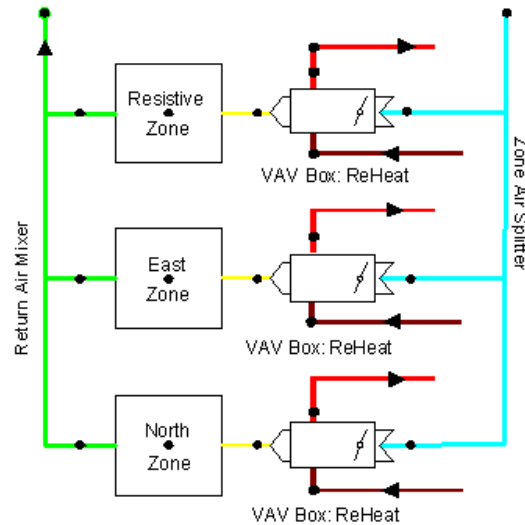 Resistive
Zone
VAV Box: ReHeat
East
Zone
VAV Box: ReHeat
North
Zone
VAV Box: ReHeat
Return Air Mixer
Zone Air Splitter